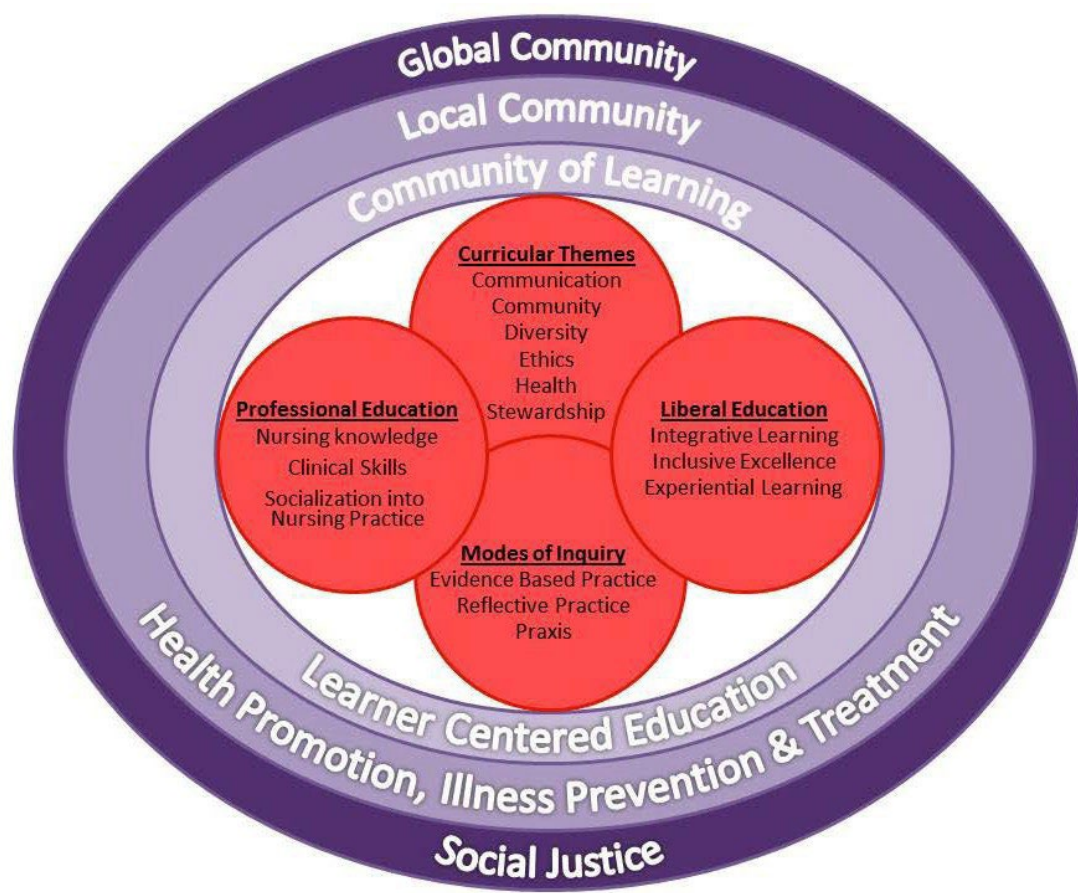 Global Community
Local Community
Community of Learning
Curricular Themes
Communication
Community
Diversity
Ethics
Health
Stewardship
Professional Education
Nursing knowledge
Clinical Skills
Socialization into
Nursing Practice
Liberal Education
Integrative Learning
Inclusive Excellence
Experiential Learning
Modes of Inquiry
Evidence Based Practice
Reflective Practice
Praxis
Learner Centered Education
Health Promotion, Illness Prevention & Treatment
Social Justice